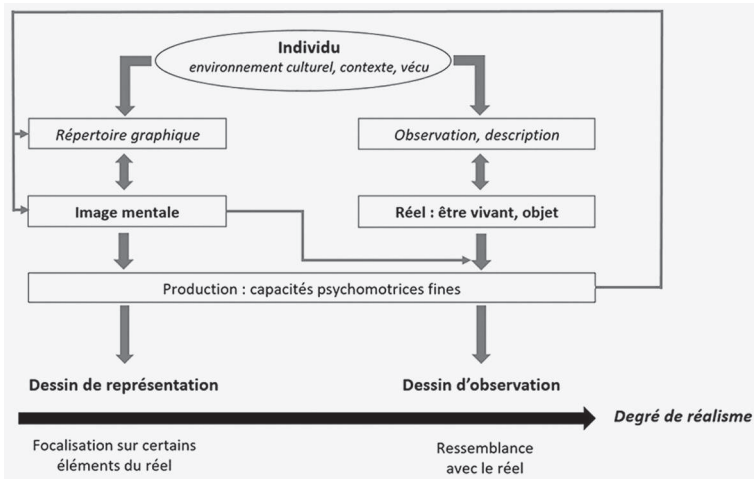 Individu
environnement culturel, contexte, vécu
Répertoire graphique
Observation, description
Image mentale
Réel : être vivant, objet
Production : capacités psychomotrices fines
Dessin de représentation
Dessin d'observation
Degré de réalisme
Focalisation sur certains
éléments du réel
Ressemblance
avec le réel